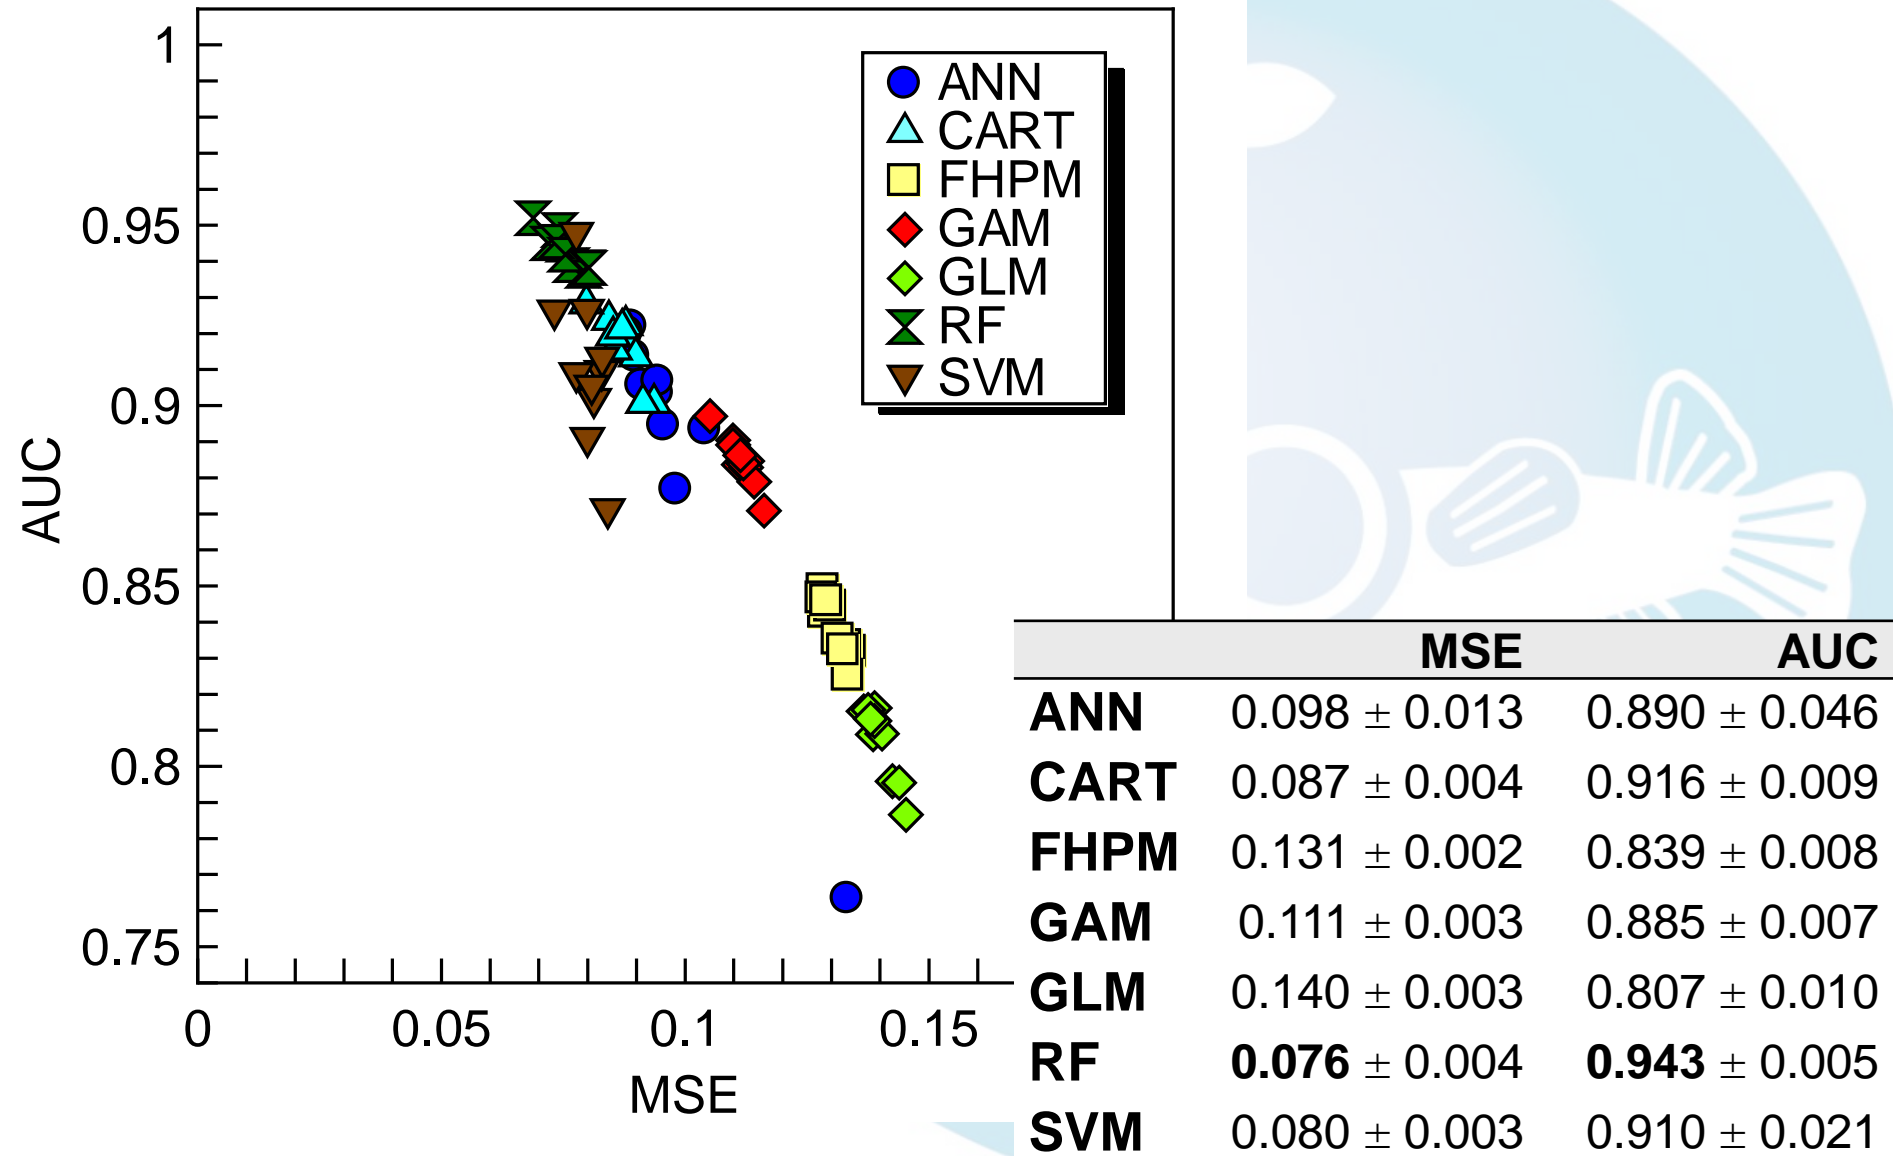 1
0.95
0.9
0.85
0.8
0.75
AUC
0
0.05
0.1
0.15
MSE
ANN
CART
FHPM
GAM
GLM
RF
SVM
MSE AUC
ANN 0.098 ± 0.013 0.890 ± 0.046
CART 0.087 ± 0.004 0.916 ± 0.009
FHPM 0.131 ± 0.002 0.839 ± 0.008
GAM 0.111 ± 0.003 0.885 ± 0.007
GLM 0.140 ± 0.003 0.807 ± 0.010
RF 0.076 ± 0.004 0.943 ± 0.005
SVM 0.080 ± 0.003 0.910 ± 0.021